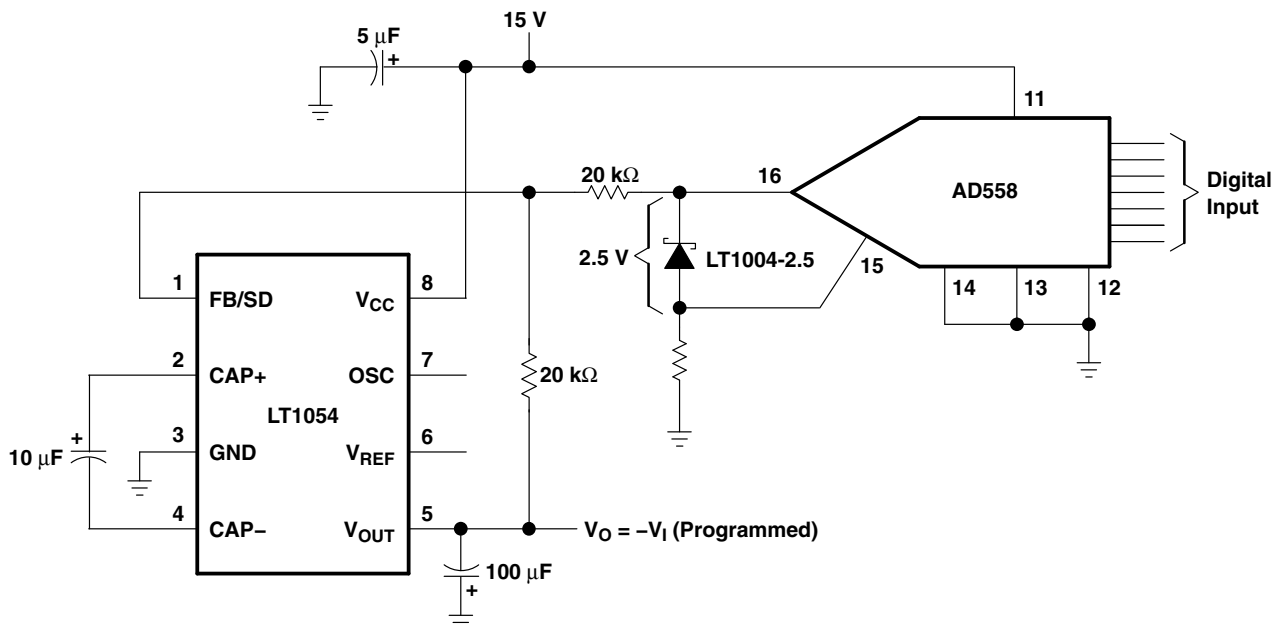 15 V
5 μF
+
11
16
20 kΩ
AD558
Digital
Input
2.5 V
LT1004-2.5
15
14
13
12
1
FB/SD
VCC
8
2
CAP+
OSC
7
20 kΩ
LT1054
+
10 μF
3
GND
VREF
6
4
CAP−
VOUT
5
VO = −VI (Programmed)
100 μF
+